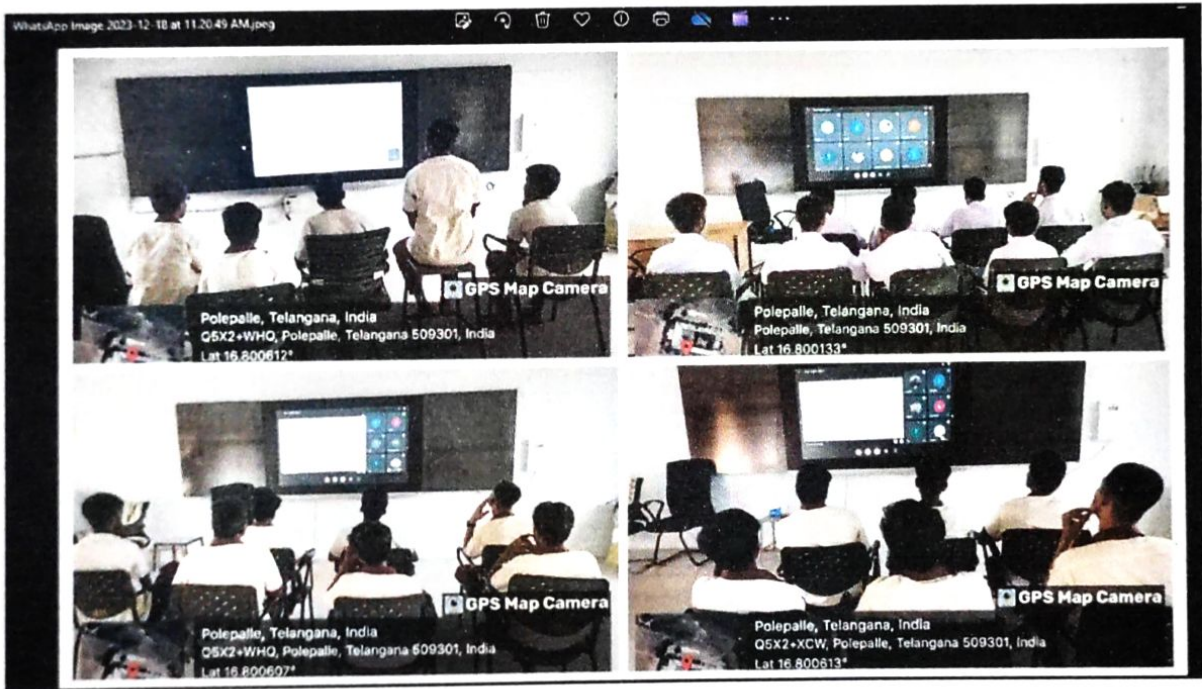 WhatsApp Image 2023-12-18 at 11.20.49 AM.jpeg
GPS Map Camera
Polepalle, Telangana, India
Q5X2+WHQ, Polepalle, Telangana 509301, India
Lat 16.800612°
GPS Map Camera
Polepalle, Telangana, India
Polepalle, Telangana 509301, India
Lat 16.800133°
GPS Map Camera
Polepalle, Telangana, India
Q5X2+WHQ, Polepalle, Telangana 509301, India
Lat 16.800607°
GPS Map Camera
Polepalle, Telangana, India
Q5X2+XCW, Polepalle, Telangana 509301, India
Lat 16.800613°